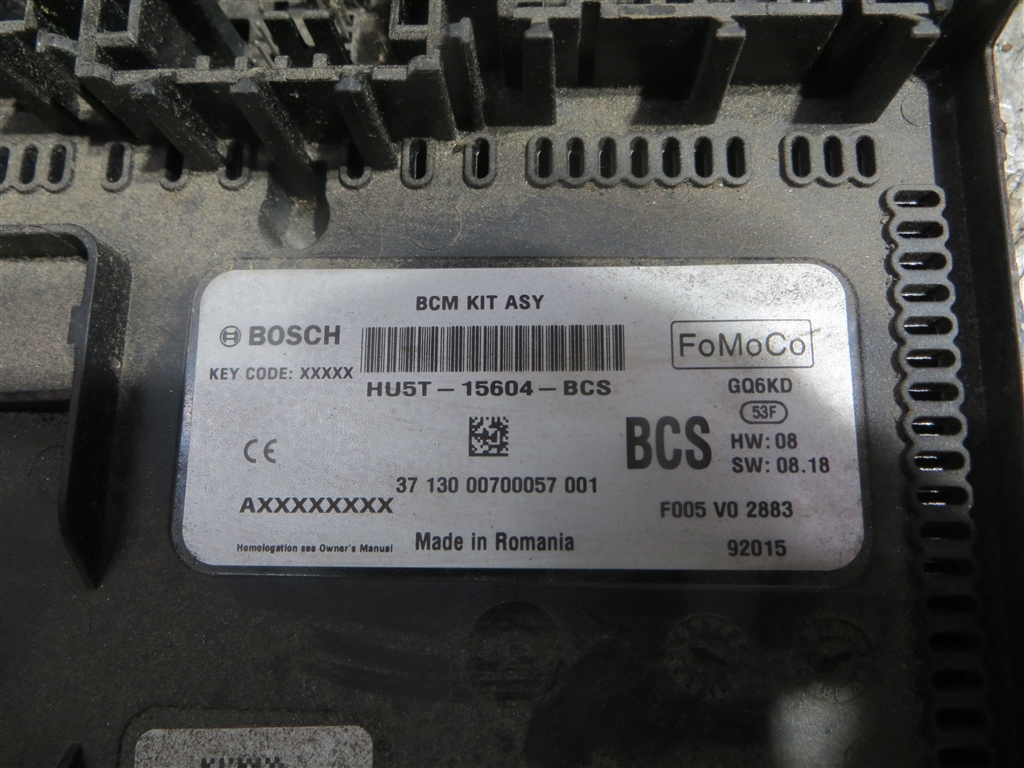 BCM KIT ASY
BOSCH
FoMoCo
KEY CODE: XXXXX
HU5T-15604-BCS
GQ6KD
53F
BCS
HW: 08
SW: 08.18
CE
37 130 00700057 001
AXXXXXXXXX
F005 V0 2883
Homologation see Owner's Manual
Made in Romania
92015